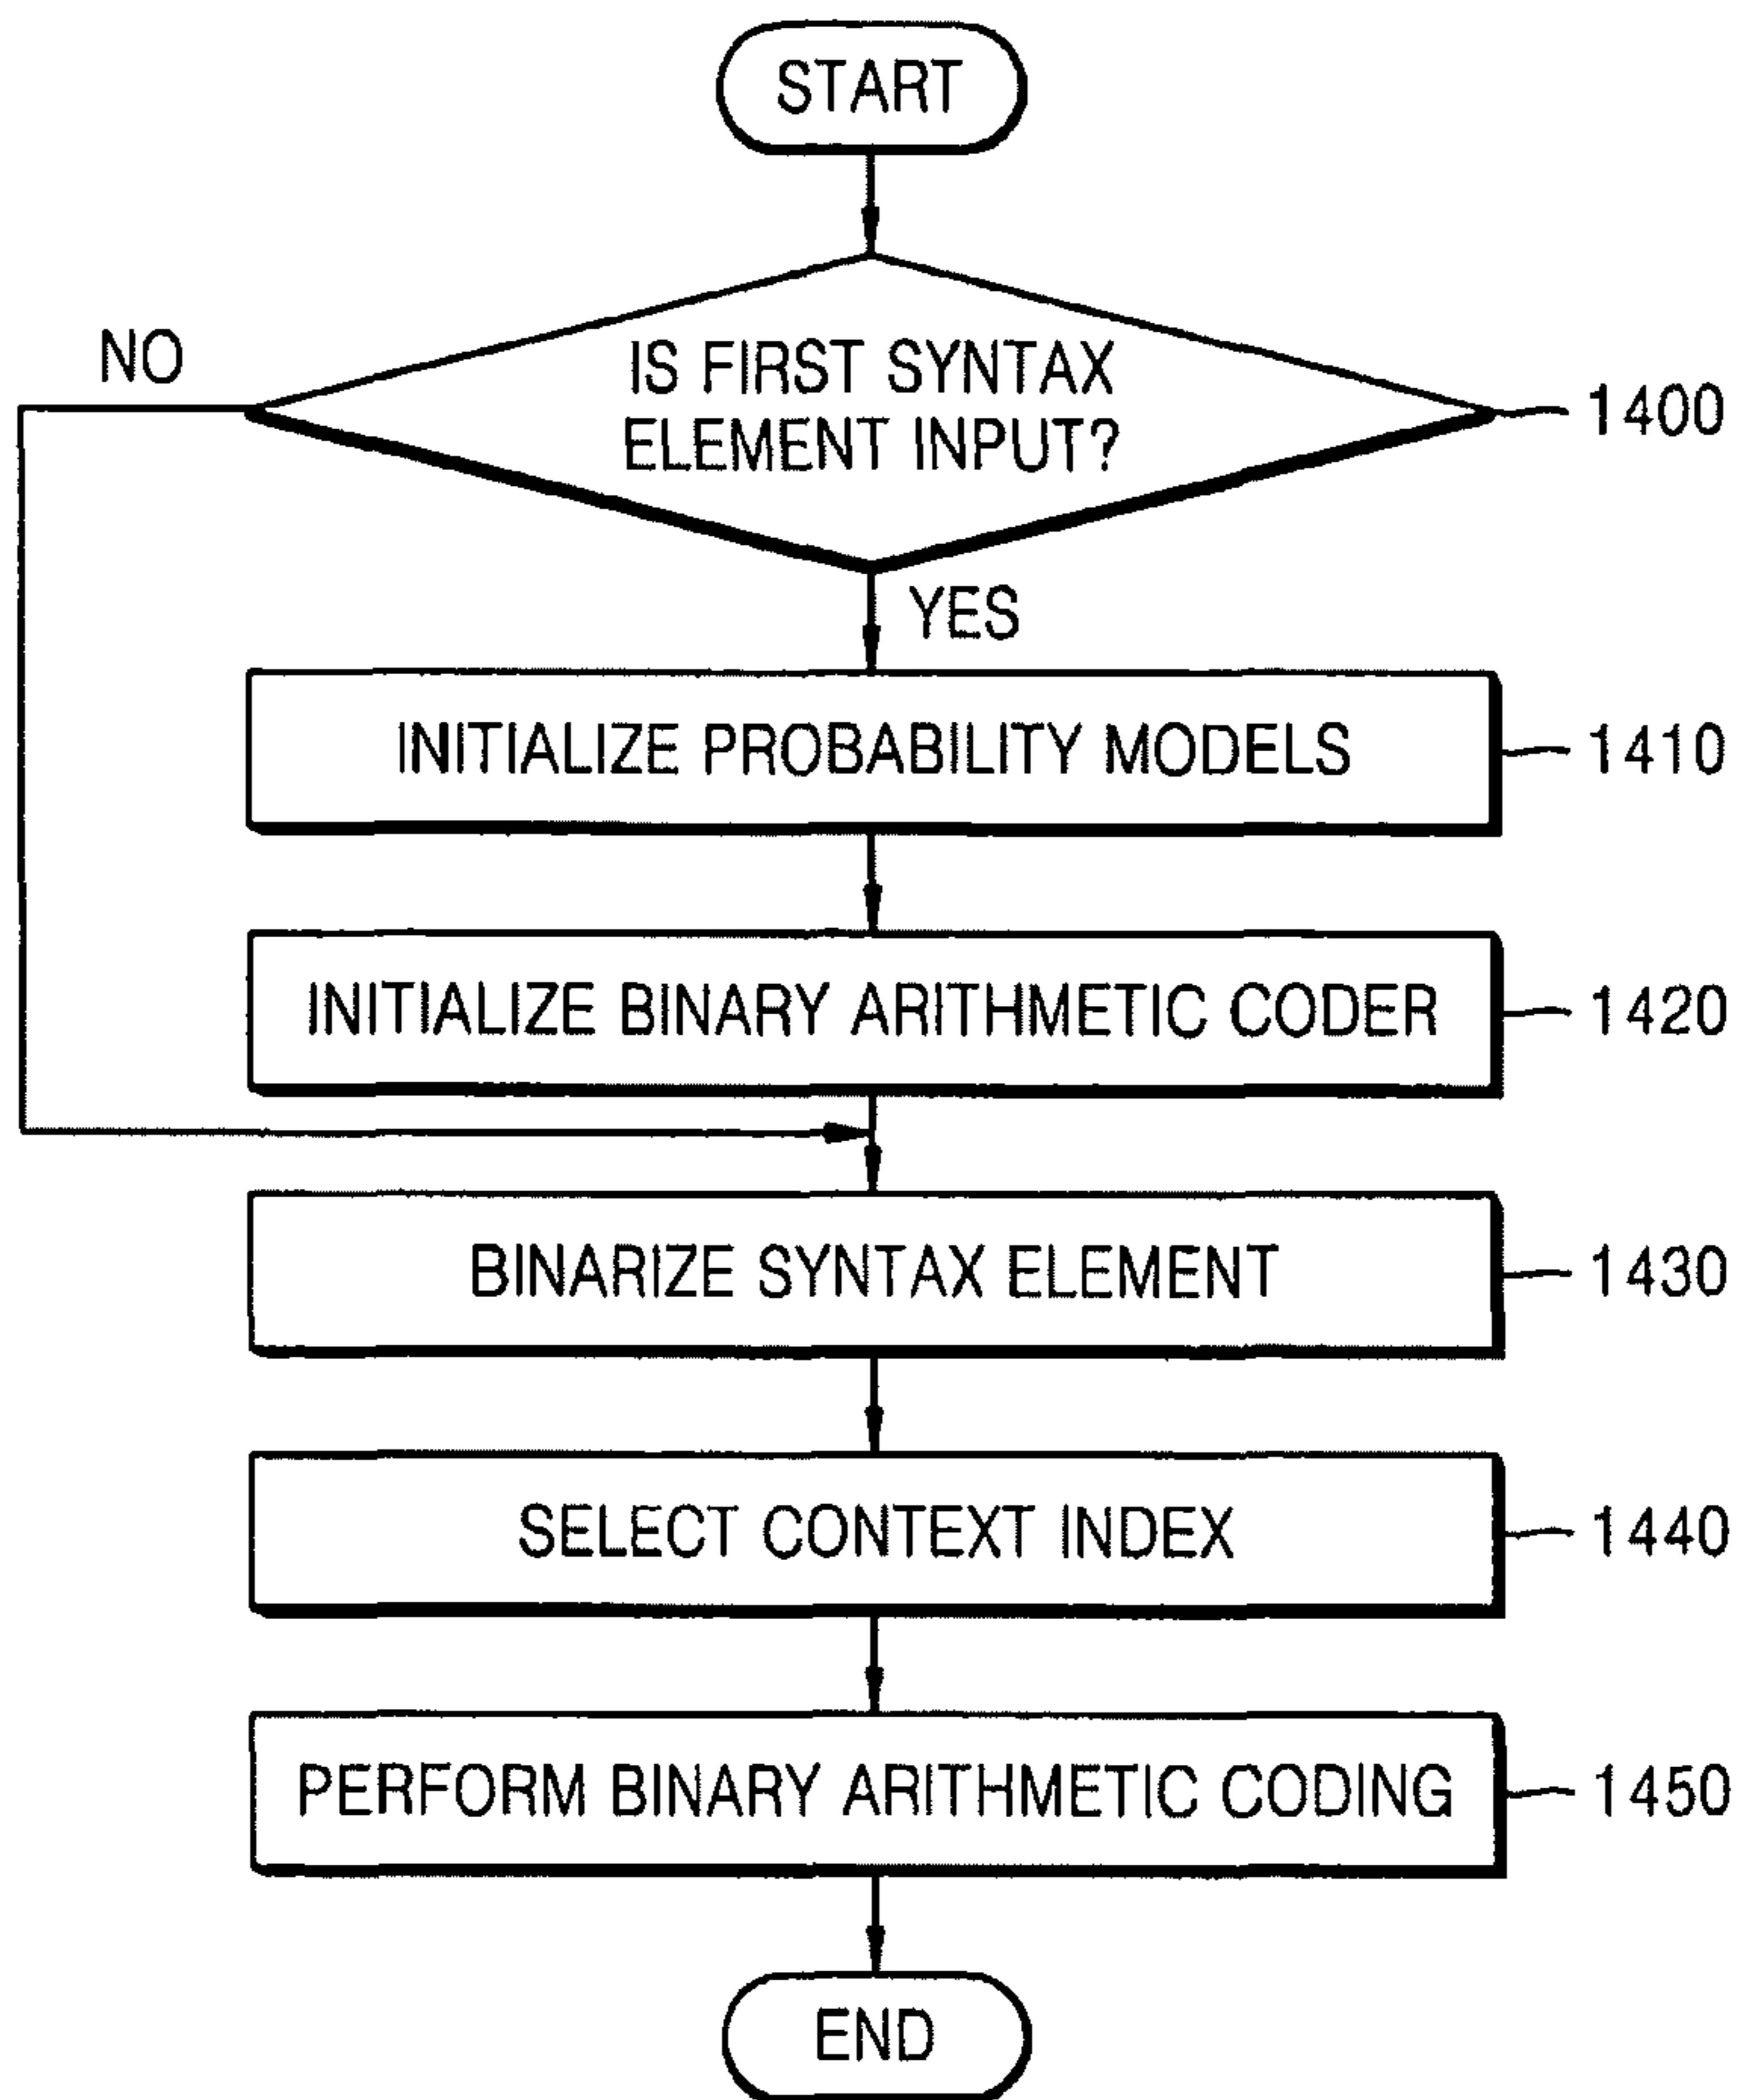 START
NO
IS FIRST SYNTAX
ELEMENT INPUT?
1400
YES
INITIALIZE PROBABILITY MODELS
1410
INITIALIZE BINARY ARITHMETIC CODER
1420
BINARIZE SYNTAX ELEMENT
1430
SELECT CONTEXT INDEX
1440
PERFORM BINARY ARITHMETIC CODING
1450
END